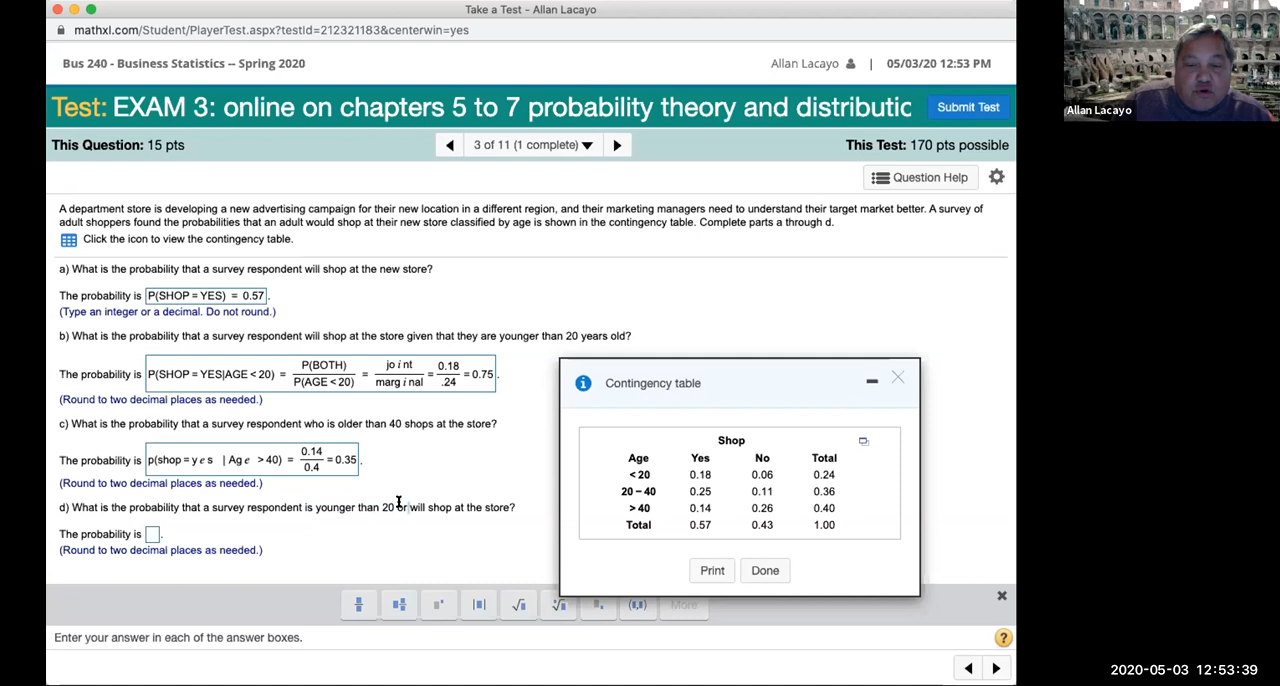 Take a Test - Allan Lacayo
mathxl.com/Student/PlayerTest.aspx?testId=212321183&centerwin=yes
Bus 240 - Business Statistics -- Spring 2020
Allan Lacayo | 05/03/20 12:53 PM
Test: EXAM 3: online on chapters 5 to 7 probability theory and distributic
Submit Test
This Question: 15 pts
3 of 11 (1 complete)
This Test: 170 pts possible
Question Help
A department store is developing a new advertising campaign for their new location in a different region, and their marketing managers need to understand their target market better. A survey of
adult shoppers found the probabilities that an adult would shop at their new store classified by age is shown in the contingency table. Complete parts a through d.
Click the icon to view the contingency table.
a) What is the probability that a survey respondent will shop at the new store?
The probability is P(SHOP = YES) = 0.57.
(Type an integer or a decimal. Do not round.)
b) What is the probability that a survey respondent will shop at the store given that they are younger than 20 years old?
The probability is P(SHOP = YES|AGE < 20) = P(BOTH) / P(AGE < 20) = jo i nt / marg i nal = 0.18 / .24 = 0.75.
(Round to two decimal places as needed.)
c) What is the probability that a survey respondent who is older than 40 shops at the store?
The probability is p(shop = y e s | Ag e > 40) = 0.14 / 0.4 = 0.35.
(Round to two decimal places as needed.)
d) What is the probability that a survey respondent is younger than 20 or will shop at the store?
The probability is .
(Round to two decimal places as needed.)
Contingency table
Shop
Age Yes No Total
< 20 0.18 0.06 0.24
20 – 40 0.25 0.11 0.36
> 40 0.14 0.26 0.40
Total 0.57 0.43 1.00
Print Done
More
Enter your answer in each of the answer boxes.
?
Allan Lacayo
2020-05-03 12:53:39